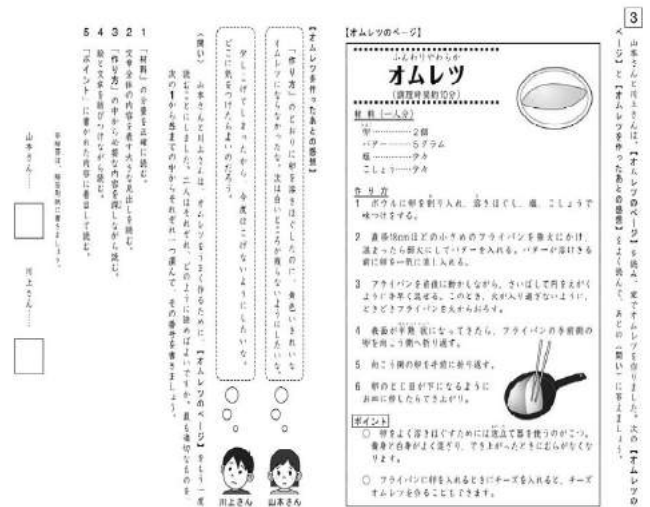 3
山本さんと川上さんは、【オムレツのページ】を読み、家でオムレツを作りました。次の【オムレツの
ページ】と【オムレツを作ったあとの感想】をよく読んで、あとの〈問い〉に答えましょう。
【オムレツのページ】
ふんわりやわらか
オムレツ
(調理時間約10分)
材料(一人分)
卵…………2個
バター………5グラム
塩…………少々
こしょう……少々
作り方
1 ボウルに卵を割り入れ、溶きほぐし、塩、こしょうで
味つけをする。
2 直径18cmほどの小さめのフライパンを強火にかけ、
温まったら弱火にしてバターを入れる。バターが溶けきる
前に卵を一気に流し入れる。
3 フライパンを前後に動かしながら、さいばしで円をえがく
ように手早く混ぜる。このとき、火が入り過ぎないように、
ときどきフライパンを火からおろす。
4 表面が半熟状になってきたら、フライパンの手前側の
卵を向こう側へ折り返す。
5 向こう側の卵を手前に折り返す。
6 卵のとじ目が下になるように
お皿に移したらでき上がり。
ポイント
○ 卵をよく溶きほぐすためには泡立て器を使うのがこつ。
黄身と白身がよく混ざり、でき上がったときにむらがなくな
ります。
○ フライパンに卵を入れるときにチーズを入れると、チーズ
オムレツを作ることもできます。
【オムレツを作ったあとの感想】
「作り方」のとおりに卵を溶きほぐしたのに、黄色いきれいな
オムレツにならなかったな。次は白いところが残らないようにしたいな。
山本さん
少しこげてしまったから、今度はこげないようにしたいな。
どこに気をつけたらよいのだろう。
川上さん
〈問い〉 山本さんと川上さんは、オムレツをうまく作るために、【オムレツのページ】をもう一度
読むことにしました。二人はそれぞれ、どのように読めばよいですか。最も適切なものを、
次の1から5までの中からそれぞれ一つ選んで、その番号を書きましょう。
1 「材料」の分量を正確に読む。
2 文章全体の内容を表す大きな見出しを読む。
3 「作り方」の中から必要な内容を探しながら読む。
4 絵と文章を結びつけながら読む。
5 「ポイント」に書かれた内容に着目して読む。
※解答は、解答用紙に書きましょう。
山本さん……
川上さん……